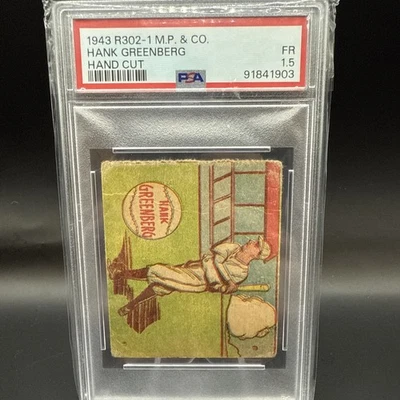 1943 R302-1 M.P. & CO.
HANK GREENBERG
HAND CUT
FR
1.5
PSA
91841903
HANK
GREENBERG